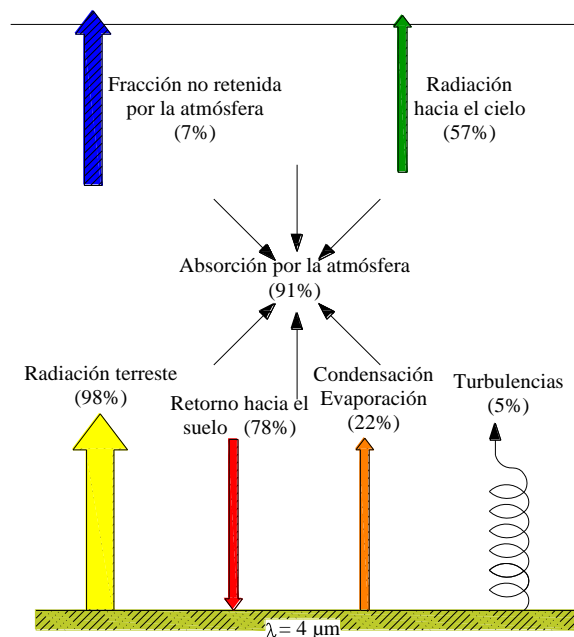 Fracción no retenida
por la atmósfera
(7%)
Radiación
hacia el cielo
(57%)
Absorción por la atmósfera
(91%)
Radiación terreste
(98%)
Retorno hacia el
suelo (78%)
Condensación
Evaporación
(22%)
Turbulencias
(5%)
λ = 4 μm